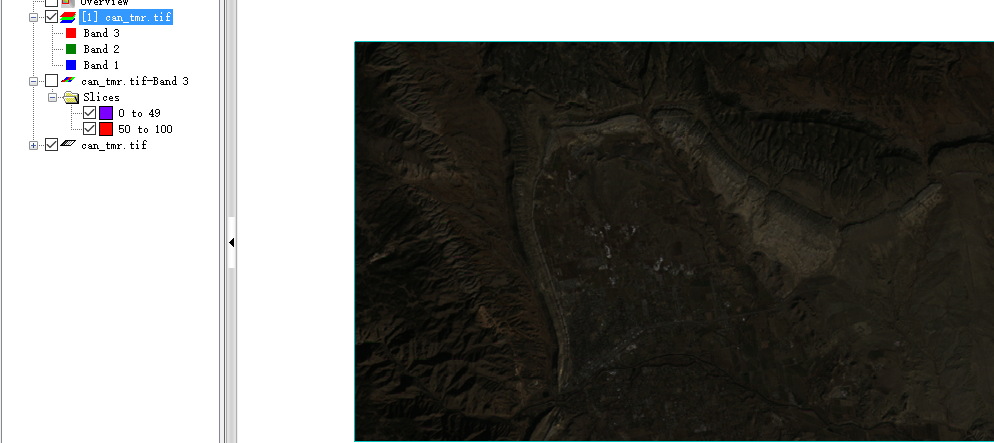 Overview
[1] can_tmr.tif
Band 3
Band 2
Band 1
can_tmr.tif-Band 3
Slices
0 to 49
50 to 100
can_tmr.tif